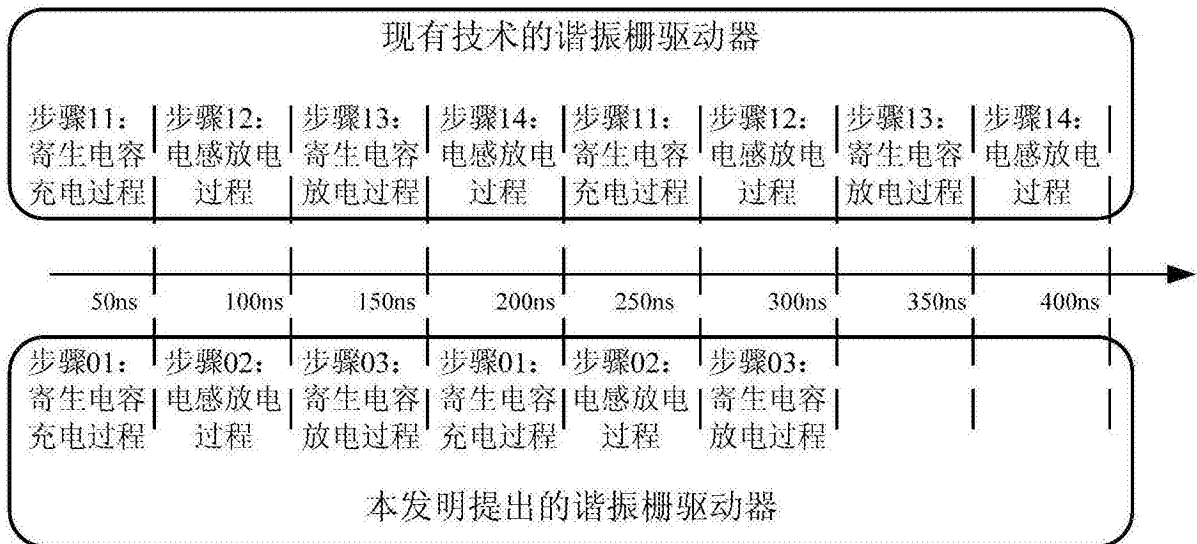 现有技术的谐振栅驱动器
步骤11： 步骤12： 步骤13： 步骤14： 步骤11： 步骤12： 步骤13： 步骤14：
寄生电容 电感放电 寄生电容 电感放电 寄生电容 电感放电 寄生电容 电感放电
充电过程 过程 放电过程 过程 充电过程 过程 放电过程 过程
50ns 100ns 150ns 200ns 250ns 300ns 350ns 400ns
步骤01： 步骤02： 步骤03： 步骤01： 步骤02： 步骤03：
寄生电容 电感放电 寄生电容 寄生电容 电感放电 寄生电容
充电过程 过程 放电过程 充电过程 过程 放电过程
本发明提出的谐振栅驱动器